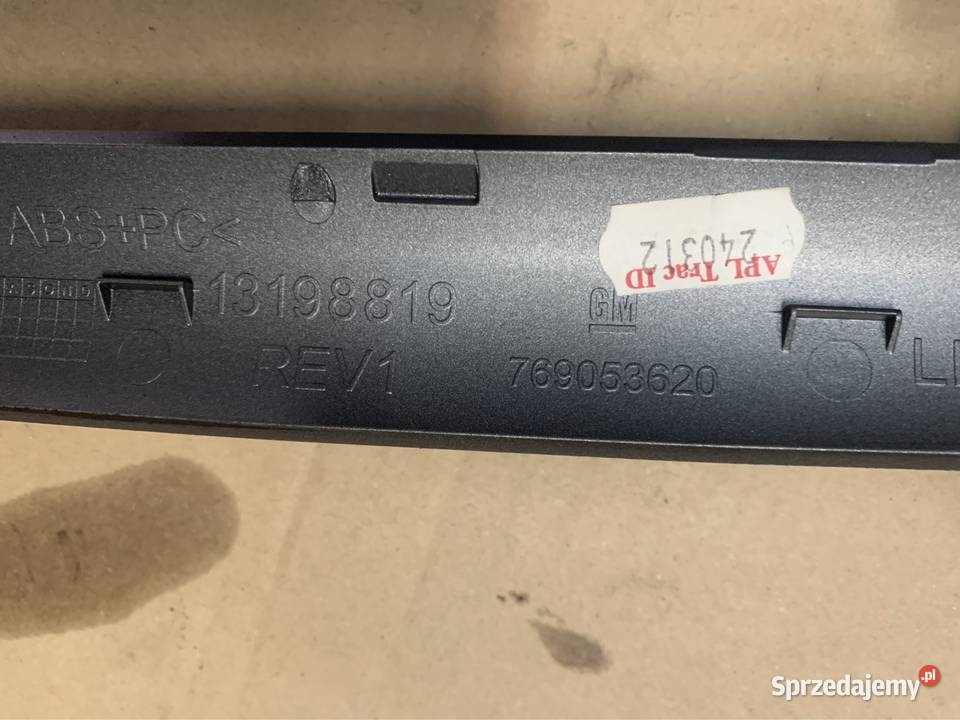 ABS+PC<
13198819
REV1
GM
769053620
APL Trac ID
240312
Sprzedajemy.pl